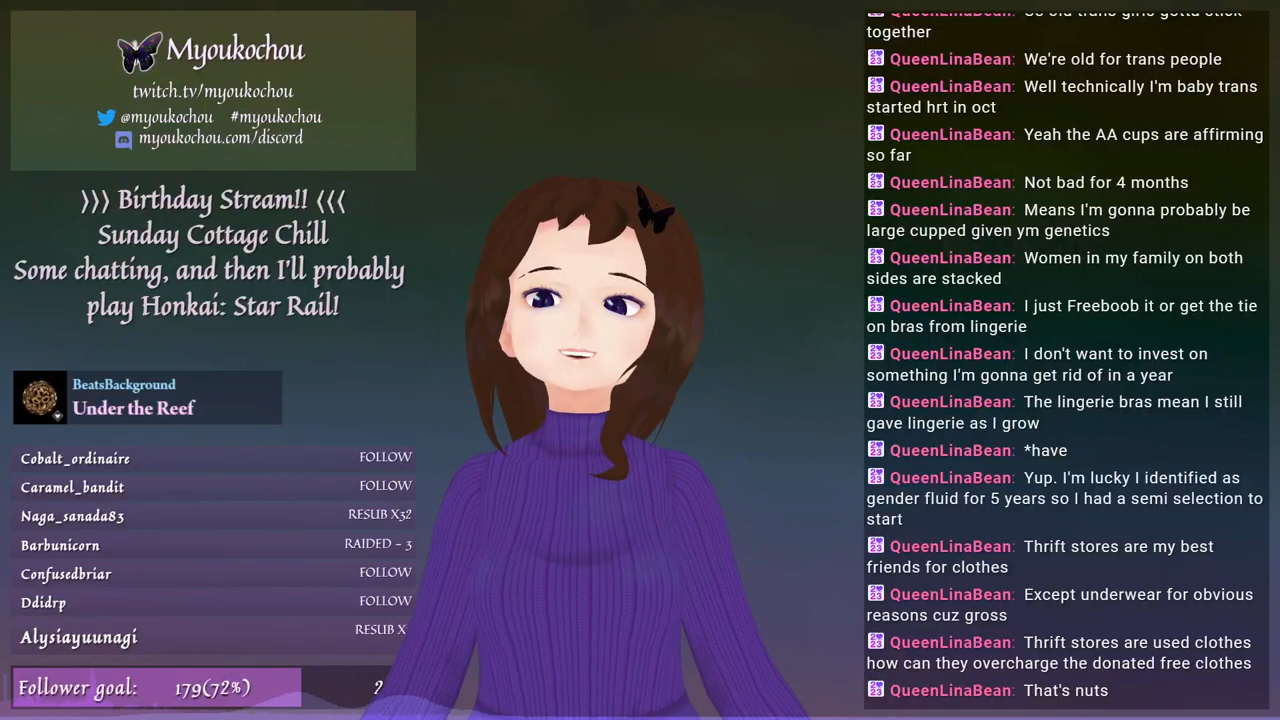 Myoukochou
twitch.tv/myoukochou
@myoukochou #myoukochou
myoukochou.com/discord
⟩⟩⟩ Birthday Stream!! ⟨⟨⟨
Sunday Cottage Chill
Some chatting, and then I'll probably
play Honkai: Star Rail!
BeatsBackground
Under the Reef
Cobalt_ordinaire FOLLOW
Caramel_bandit FOLLOW
Naga_sanada83 RESUB X32
Barbunicorn RAIDED - 3
Confusedbriar FOLLOW
Ddidrp FOLLOW
Alysiayuunagi RESUB X
Follower goal: 179(72%) 2
together
QueenLinaBean: We're old for trans people
QueenLinaBean: Well technically I'm baby trans
started hrt in oct
QueenLinaBean: Yeah the AA cups are affirming
so far
QueenLinaBean: Not bad for 4 months
QueenLinaBean: Means I'm gonna probably be
large cupped given ym genetics
QueenLinaBean: Women in my family on both
sides are stacked
QueenLinaBean: I just Freeboob it or get the tie
on bras from lingerie
QueenLinaBean: I don't want to invest on
something I'm gonna get rid of in a year
QueenLinaBean: The lingerie bras mean I still
gave lingerie as I grow
QueenLinaBean: *have
QueenLinaBean: Yup. I'm lucky I identified as
gender fluid for 5 years so I had a semi selection to
start
QueenLinaBean: Thrift stores are my best
friends for clothes
QueenLinaBean: Except underwear for obvious
reasons cuz gross
QueenLinaBean: Thrift stores are used clothes
how can they overcharge the donated free clothes
QueenLinaBean: That's nuts